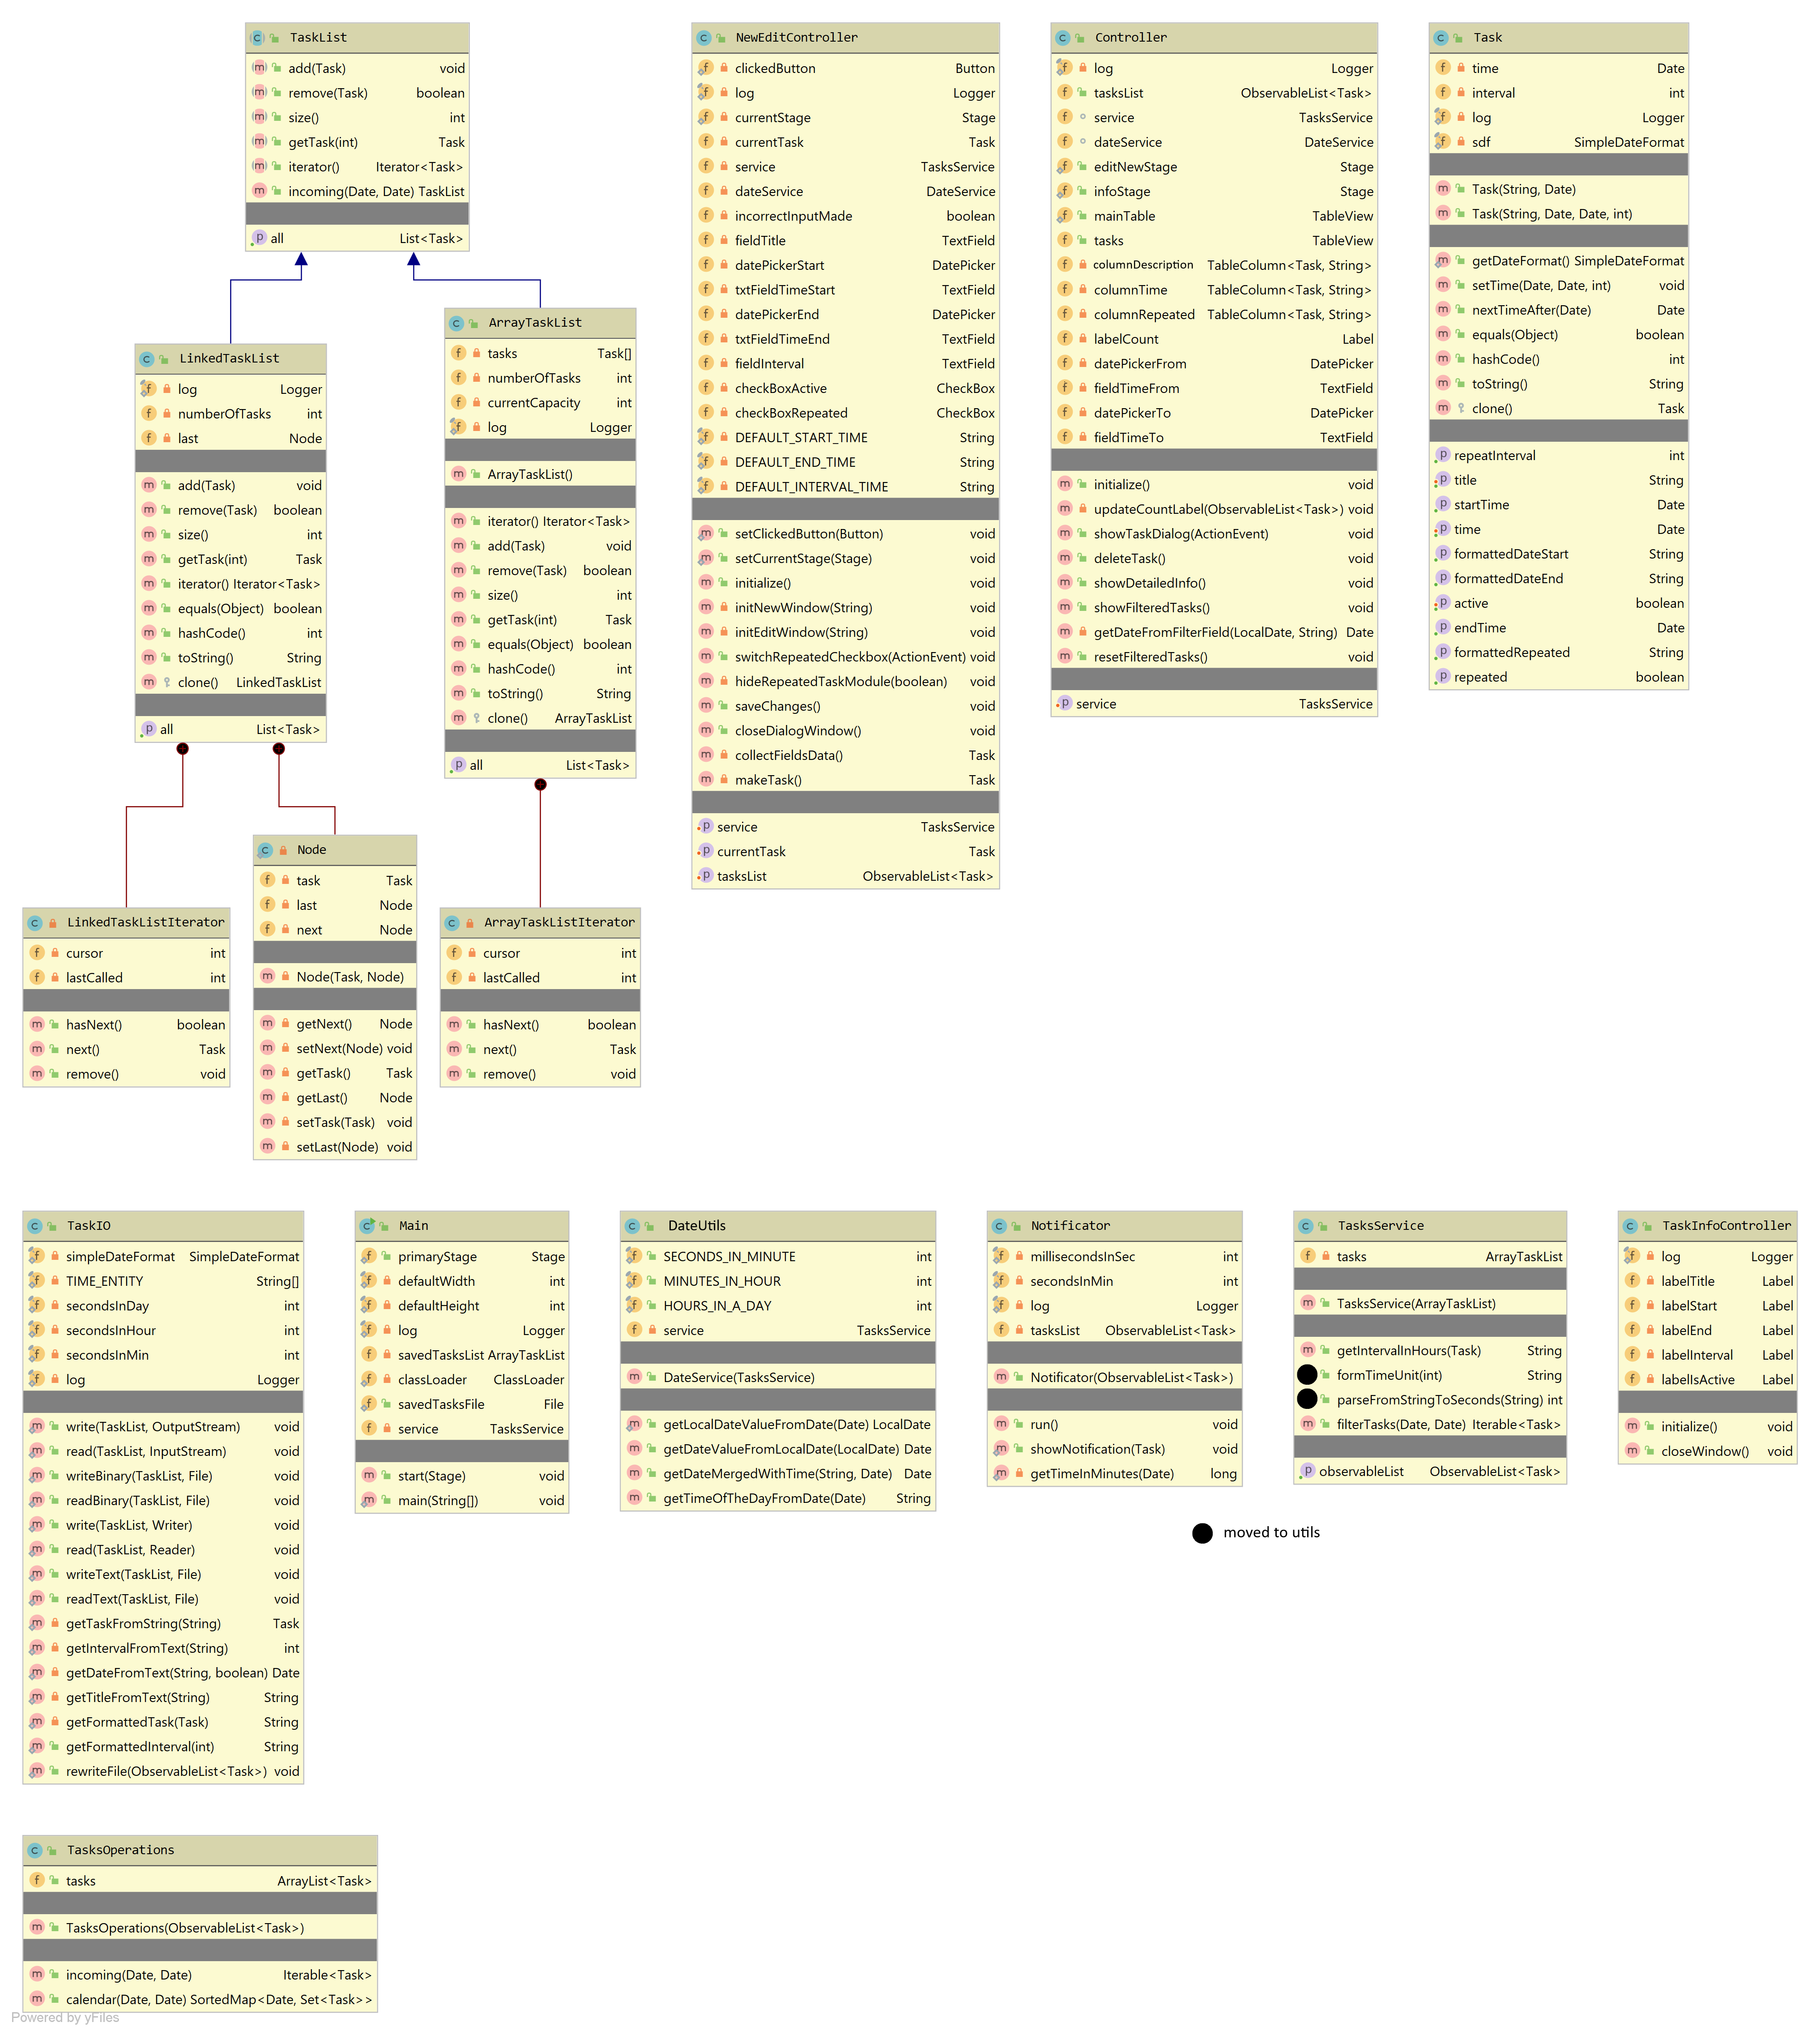 TaskList
add(Task) void
remove(Task) boolean
size() int
getTask(int) Task
iterator() Iterator<Task>
incoming(Date, Date) TaskList
all List<Task>
LinkedTaskList
log Logger
numberOfTasks int
last Node
add(Task) void
remove(Task) boolean
size() int
getTask(int) Task
iterator() Iterator<Task>
equals(Object) boolean
hashCode() int
toString() String
clone() LinkedTaskList
all List<Task>
ArrayTaskList
tasks Task[]
numberOfTasks int
currentCapacity int
log Logger
ArrayTaskList()
iterator() Iterator<Task>
add(Task) void
remove(Task) boolean
size() int
getTask(int) Task
equals(Object) boolean
hashCode() int
toString() String
clone() ArrayTaskList
all List<Task>
LinkedTaskListIterator
cursor int
lastCalled int
hasNext() boolean
next() Task
remove() void
Node
task Task
last Node
next Node
Node(Task, Node)
getNext() Node
setNext(Node) void
getTask() Task
getLast() Node
setTask(Task) void
setLast(Node) void
ArrayTaskListIterator
cursor int
lastCalled int
hasNext() boolean
next() Task
remove() void
NewEditController
clickedButton Button
log Logger
currentStage Stage
currentTask Task
service TasksService
dateService DateService
incorrectInputMade boolean
fieldTitle TextField
datePickerStart DatePicker
txtFieldTimeStart TextField
datePickerEnd DatePicker
txtFieldTimeEnd TextField
fieldInterval TextField
checkBoxActive CheckBox
checkBoxRepeated CheckBox
DEFAULT_START_TIME String
DEFAULT_END_TIME String
DEFAULT_INTERVAL_TIME String
setClickedButton(Button) void
setCurrentStage(Stage) void
initialize() void
initNewWindow(String) void
initEditWindow(String) void
switchRepeatedCheckbox(ActionEvent) void
hideRepeatedTaskModule(boolean) void
saveChanges() void
closeDialogWindow() void
collectFieldsData() Task
makeTask() Task
service TasksService
currentTask Task
tasksList ObservableList<Task>
Controller
log Logger
tasksList ObservableList<Task>
service TasksService
dateService DateService
editNewStage Stage
infoStage Stage
mainTable TableView
tasks TableView
columnDescription TableColumn<Task, String>
columnTime TableColumn<Task, String>
columnRepeated TableColumn<Task, String>
labelCount Label
datePickerFrom DatePicker
fieldTimeFrom TextField
datePickerTo DatePicker
fieldTimeTo TextField
initialize() void
updateCountLabel(ObservableList<Task>) void
showTaskDialog(ActionEvent) void
deleteTask() void
showDetailedInfo() void
showFilteredTasks() void
getDateFromFilterField(LocalDate, String) Date
resetFilteredTasks() void
service TasksService
Task
time Date
interval int
log Logger
sdf SimpleDateFormat
Task(String, Date)
Task(String, Date, Date, int)
getDateFormat() SimpleDateFormat
setTime(Date, Date, int) void
nextTimeAfter(Date) Date
equals(Object) boolean
hashCode() int
toString() String
clone() Task
repeatInterval int
title String
startTime Date
time Date
formattedDateStart String
formattedDateEnd String
active boolean
endTime Date
formattedRepeated String
repeated boolean
TaskIO
simpleDateFormat SimpleDateFormat
TIME_ENTITY String[]
secondsInDay int
secondsInHour int
secondsInMin int
log Logger
write(TaskList, OutputStream) void
read(TaskList, InputStream) void
writeBinary(TaskList, File) void
readBinary(TaskList, File) void
write(TaskList, Writer) void
read(TaskList, Reader) void
writeText(TaskList, File) void
readText(TaskList, File) void
getTaskFromString(String) Task
getIntervalFromText(String) int
getDateFromText(String, boolean) Date
getTitleFromText(String) String
getFormattedTask(Task) String
getFormattedInterval(int) String
rewriteFile(ObservableList<Task>) void
Main
primaryStage Stage
defaultWidth int
defaultHeight int
log Logger
savedTasksList ArrayTaskList
classLoader ClassLoader
savedTasksFile File
service TasksService
start(Stage) void
main(String[]) void
DateUtils
SECONDS_IN_MINUTE int
MINUTES_IN_HOUR int
HOURS_IN_A_DAY int
service TasksService
DateService(TasksService)
getLocalDateValueFromDate(Date) LocalDate
getDateValueFromLocalDate(LocalDate) Date
getDateMergedWithTime(String, Date) Date
getTimeOfTheDayFromDate(Date) String
Notificator
millisecondsInSec int
secondsInMin int
log Logger
tasksList ObservableList<Task>
Notificator(ObservableList<Task>)
run() void
showNotification(Task) void
getTimeInMinutes(Date) long
TasksService
tasks ArrayTaskList
TasksService(ArrayTaskList)
getIntervalInHours(Task) String
formTimeUnit(int) String
parseFromStringToSeconds(String) int
filterTasks(Date, Date) Iterable<Task>
observableList ObservableList<Task>
TaskInfoController
log Logger
labelTitle Label
labelStart Label
labelEnd Label
labelInterval Label
labelIsActive Label
initialize() void
closeWindow() void
moved to utils
TasksOperations
tasks ArrayList<Task>
TasksOperations(ObservableList<Task>)
incoming(Date, Date) Iterable<Task>
calendar(Date, Date) SortedMap<Date, Set<Task>>
Powered by yFiles